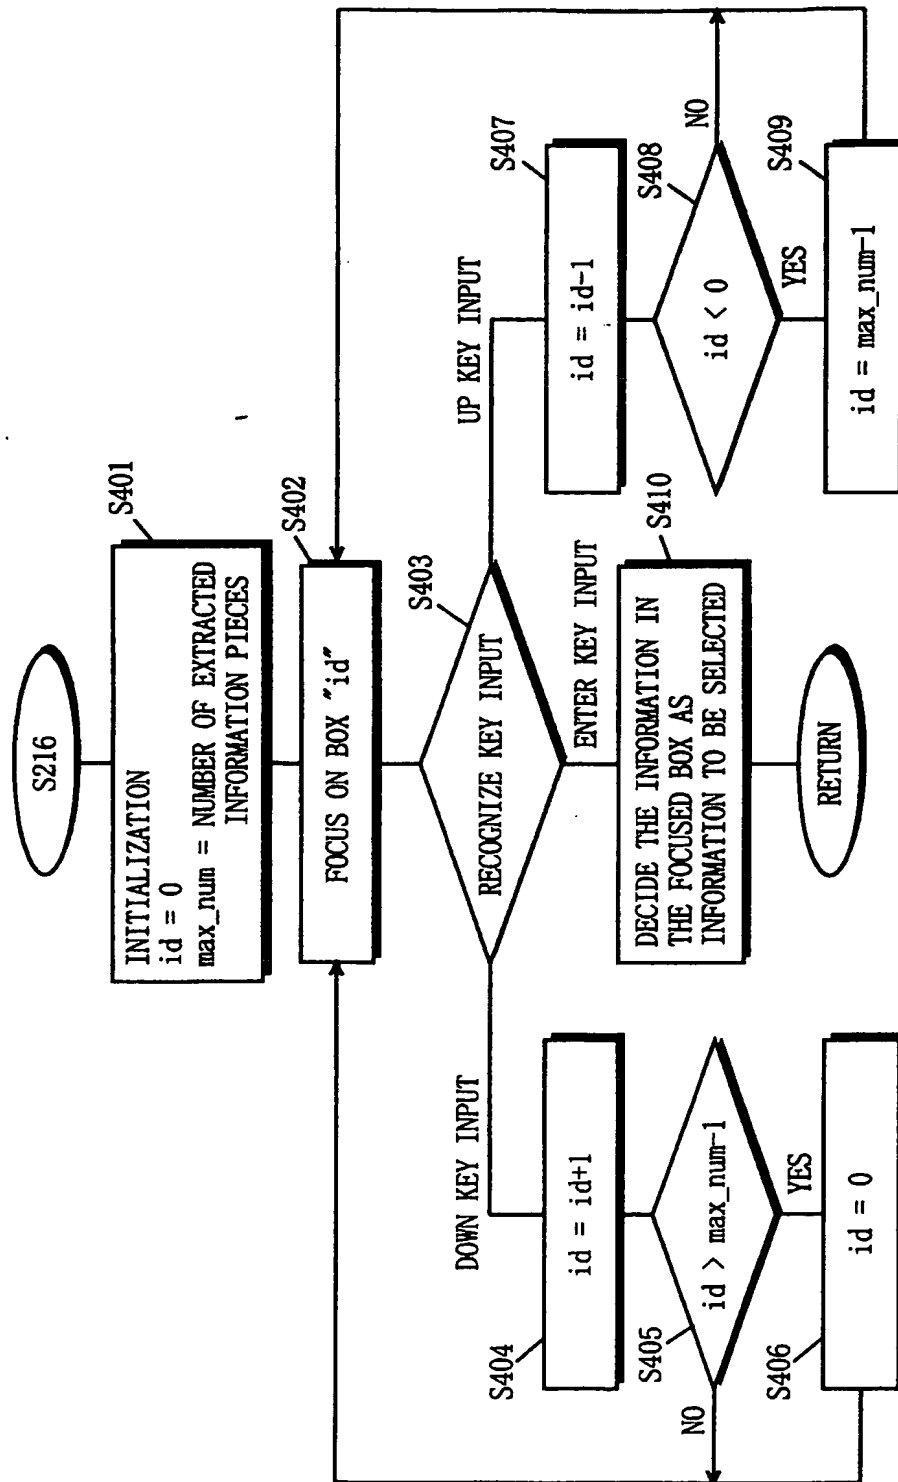 S216
S401
INITIALIZATION
id = 0
max_num = NUMBER OF EXTRACTED
INFORMATION PIECES
S402
FOCUS ON BOX "id"
S403
RECOGNIZE KEY INPUT
DOWN KEY INPUT
S404
id = id+1
S405
id > max_num-1
NO
YES
S406
id = 0
ENTER KEY INPUT
S410
DECIDE THE INFORMATION IN
THE FOCUSED BOX AS
INFORMATION TO BE SELECTED
RETURN
UP KEY INPUT
S407
id = id-1
S408
id < 0
NO
YES
S409
id = max_num-1